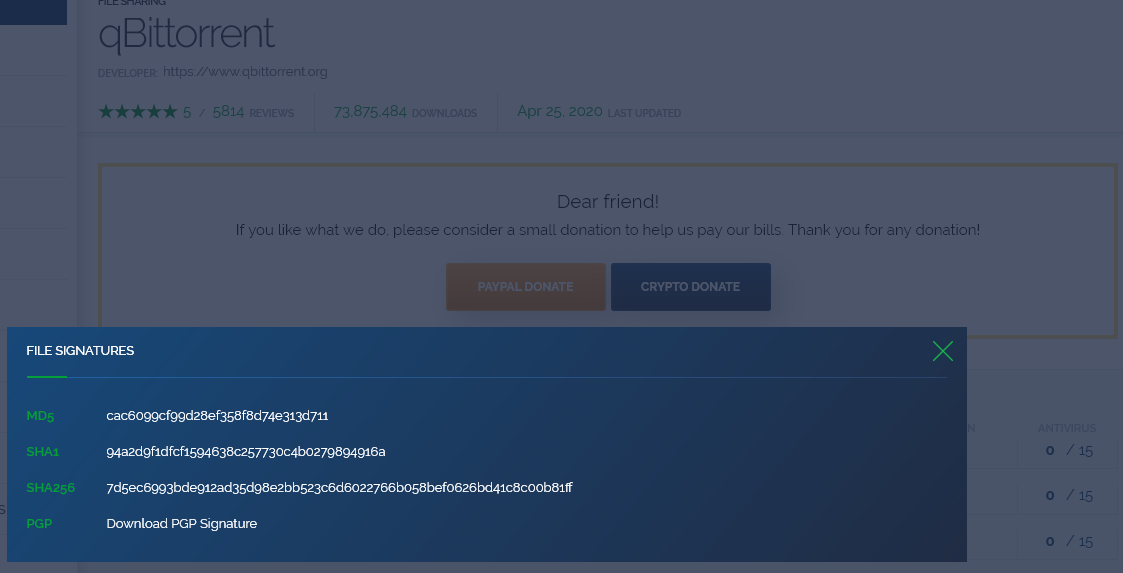 FILE SHARING
qBittorrent
DEVELOPER: https://www.qbittorrent.org
5 / 5814 REVIEWS 73,875,484 DOWNLOADS Apr 25, 2020 LAST UPDATED
Dear friend!
If you like what we do, please consider a small donation to help us pay our bills. Thank you for any donation!
PAYPAL DONATE CRYPTO DONATE
FILE SIGNATURES
MD5 cac6099cf99d28ef358f8d74e313d711
N ANTIVIRUS
SHA1 94a2d9f1dfcf1594638c257730c4b0279894916a
0 / 15
SHA256 7d5ec6993bde912ad35d98e2bb523c6d6022766b058bef0626bd41c8c00b81ff
0 / 15
S
PGP Download PGP Signature
0 / 15